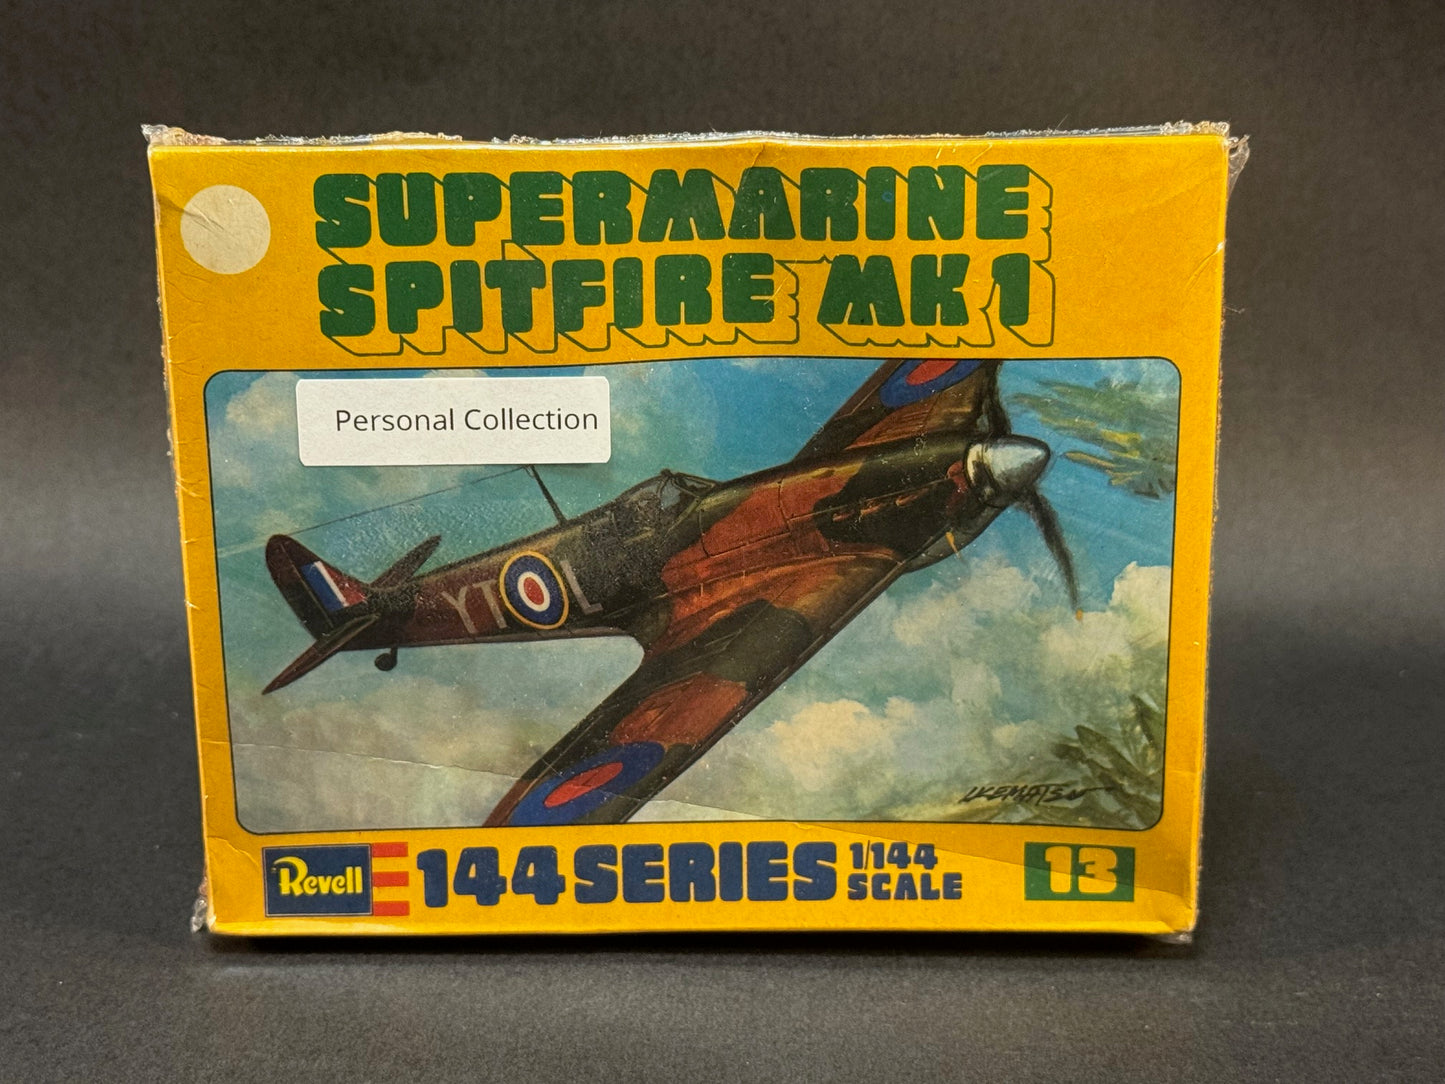 SUPERMARINE
SPITFIRE MK1
Personal Collection
YT L
Revell
144 SERIES
1/144
SCALE
13